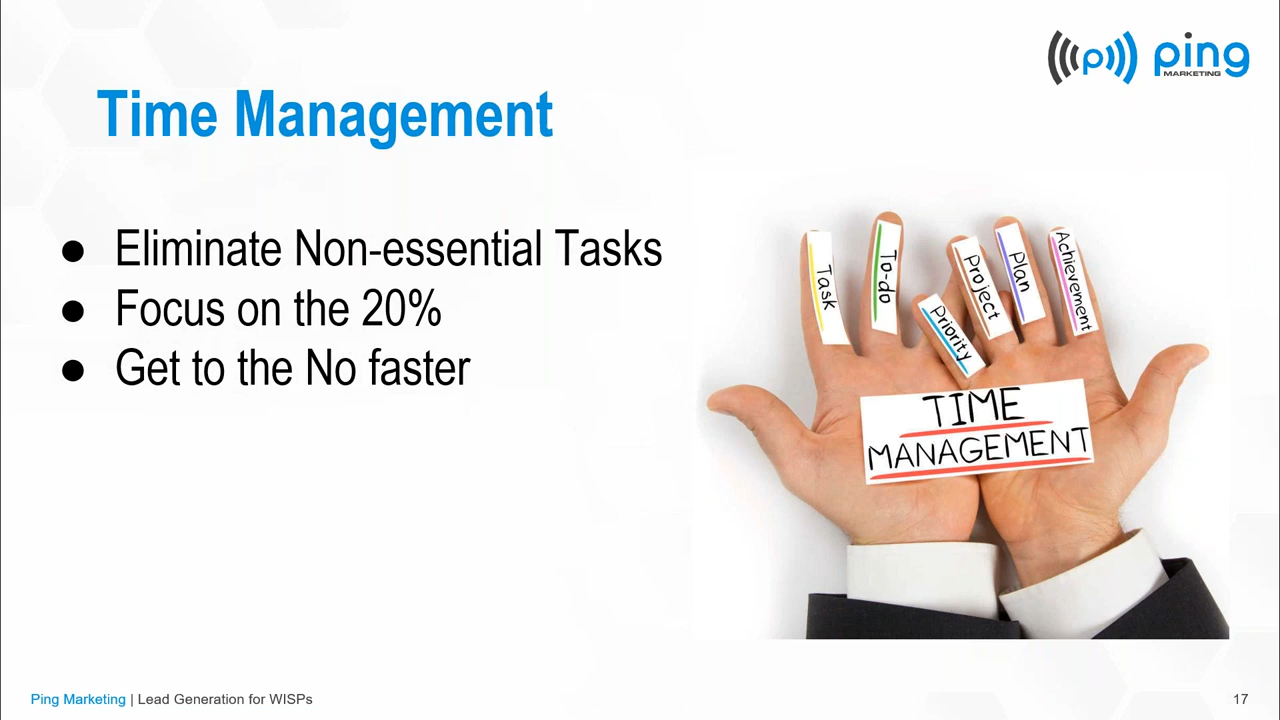 (p)
ping
MARKETING
Time Management
● Eliminate Non-essential Tasks
● Focus on the 20%
● Get to the No faster
Task
To-do
Priority
Project
Plan
Achievement
TIME
MANAGEMENT
Ping Marketing | Lead Generation for WISPs
17